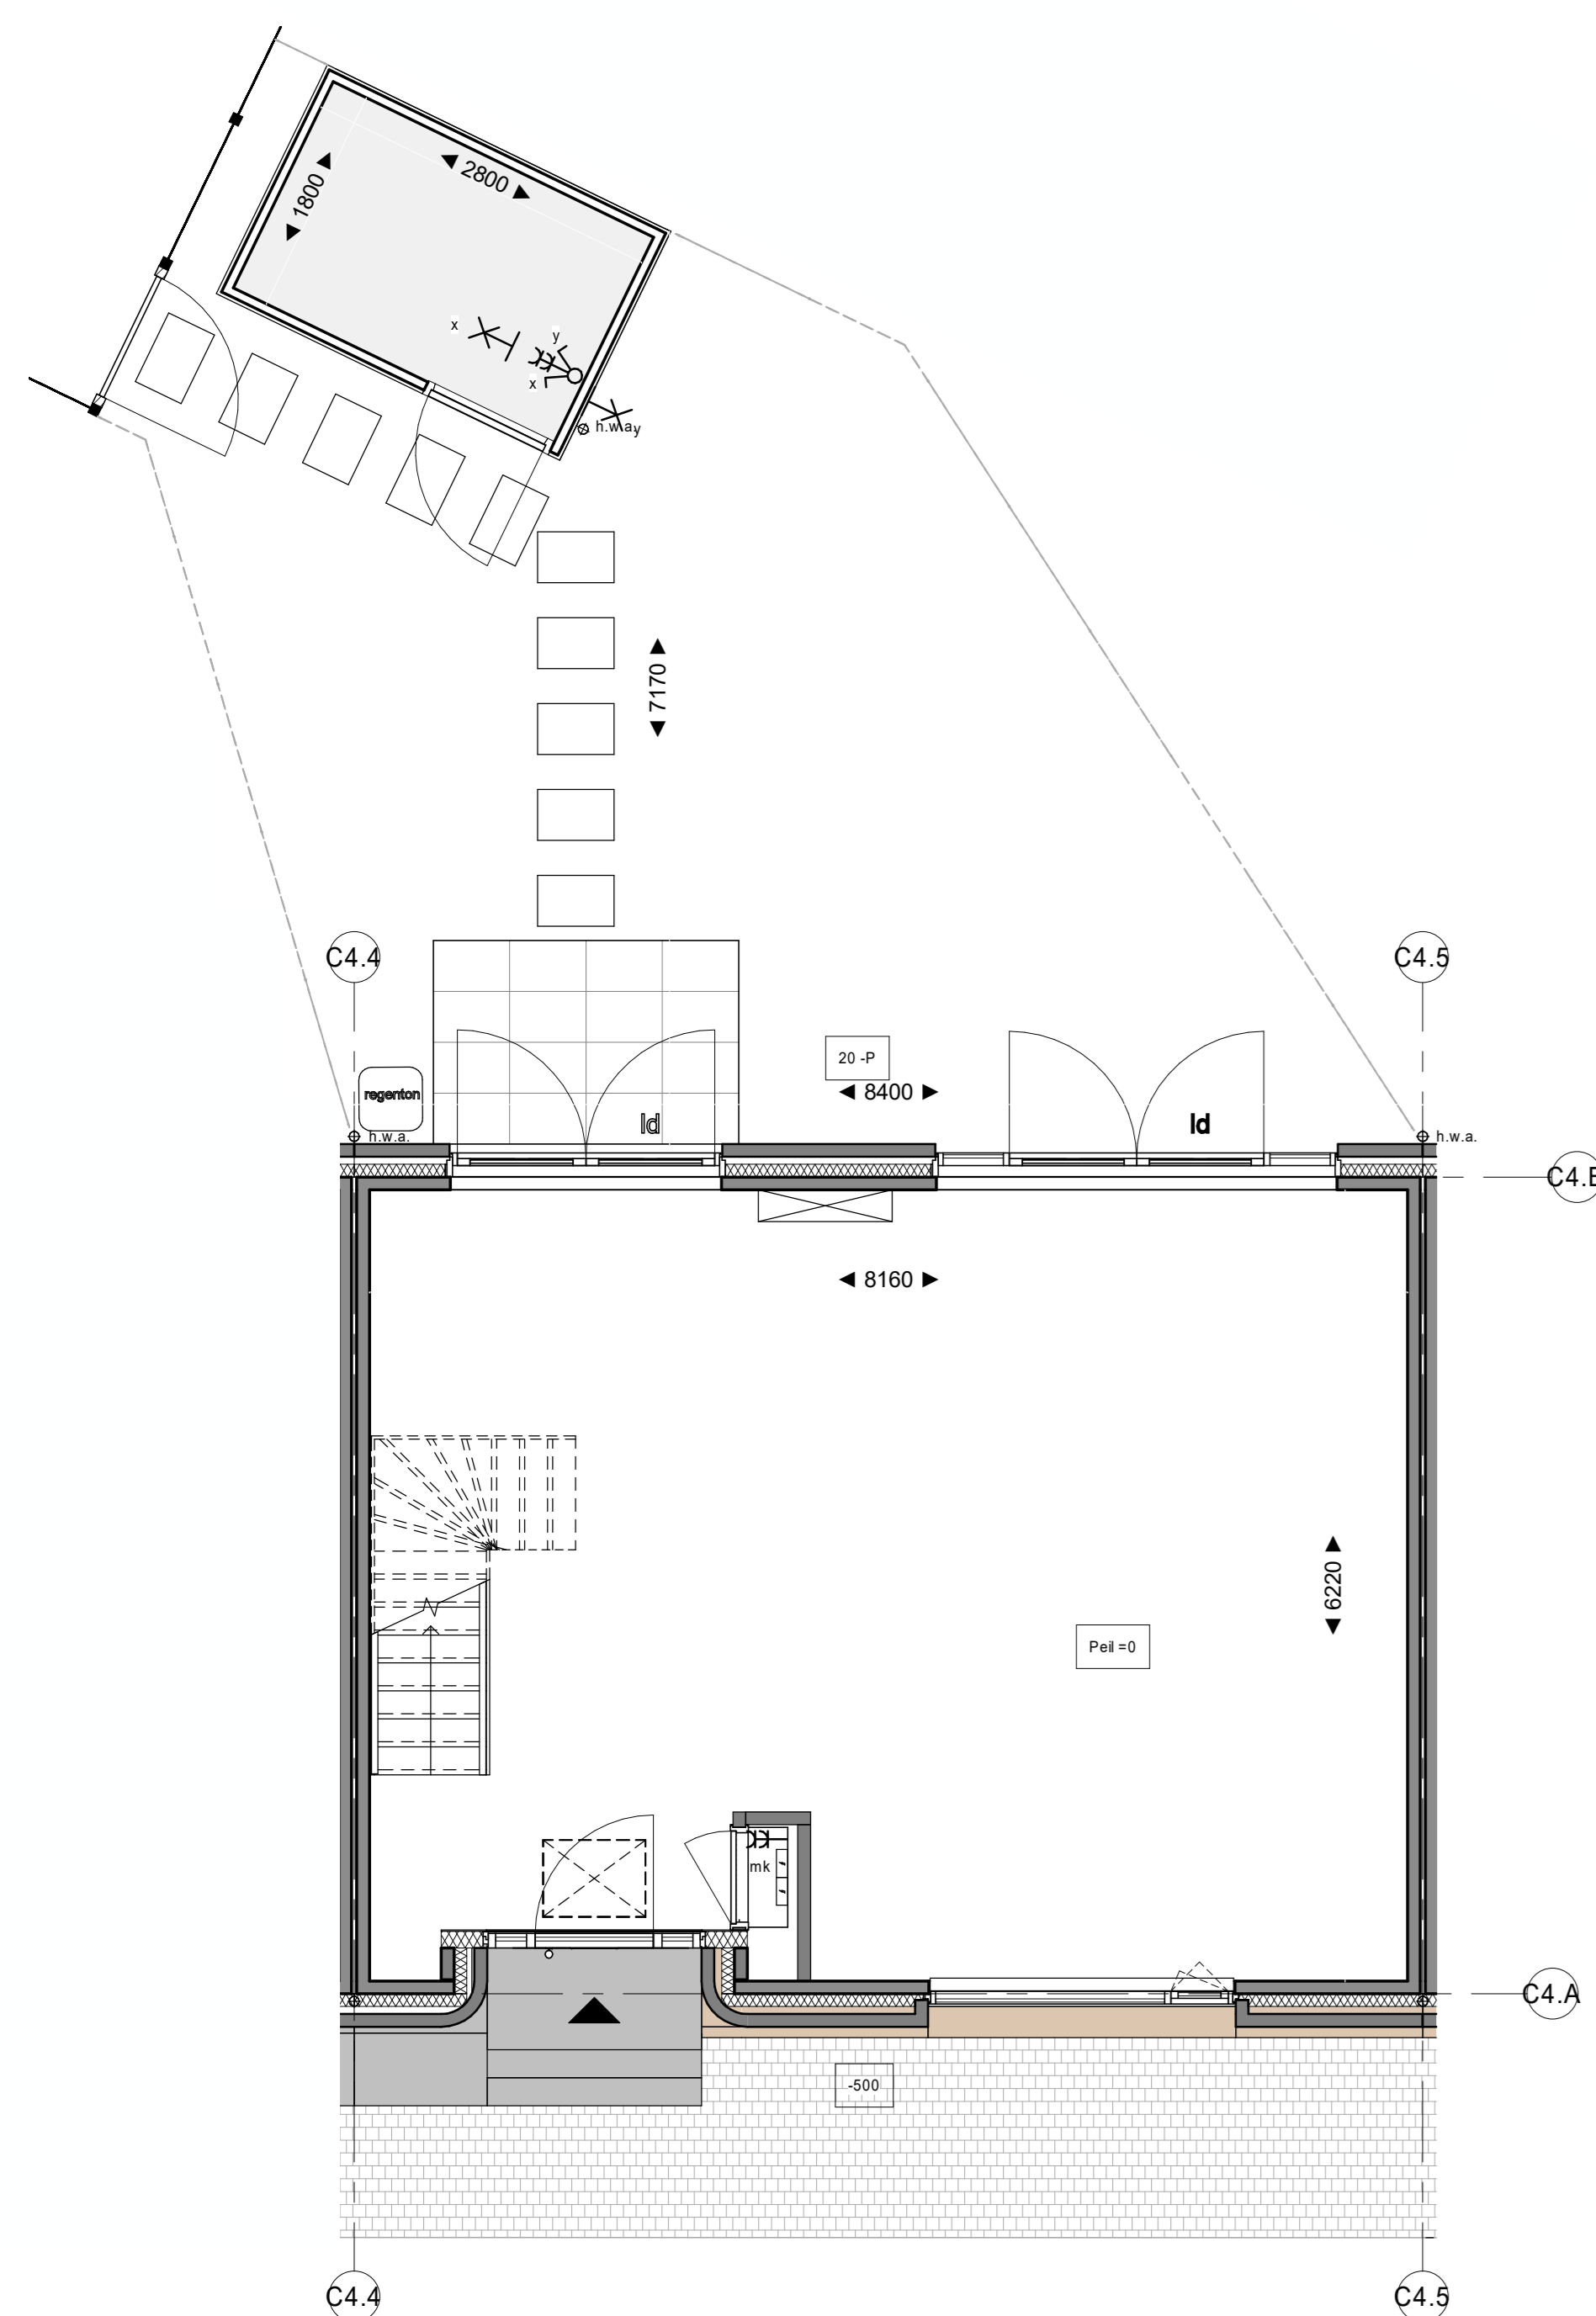 2800
1800
x
y
x
h.w.a.
y
7170
C4.4
C4.5
20 -P
8400
regenton
ld
ld
h.w.a.
h.w.a.
C4.B
8160
6220
Peil =0
mk
C4.A
-500
C4.4
C4.5